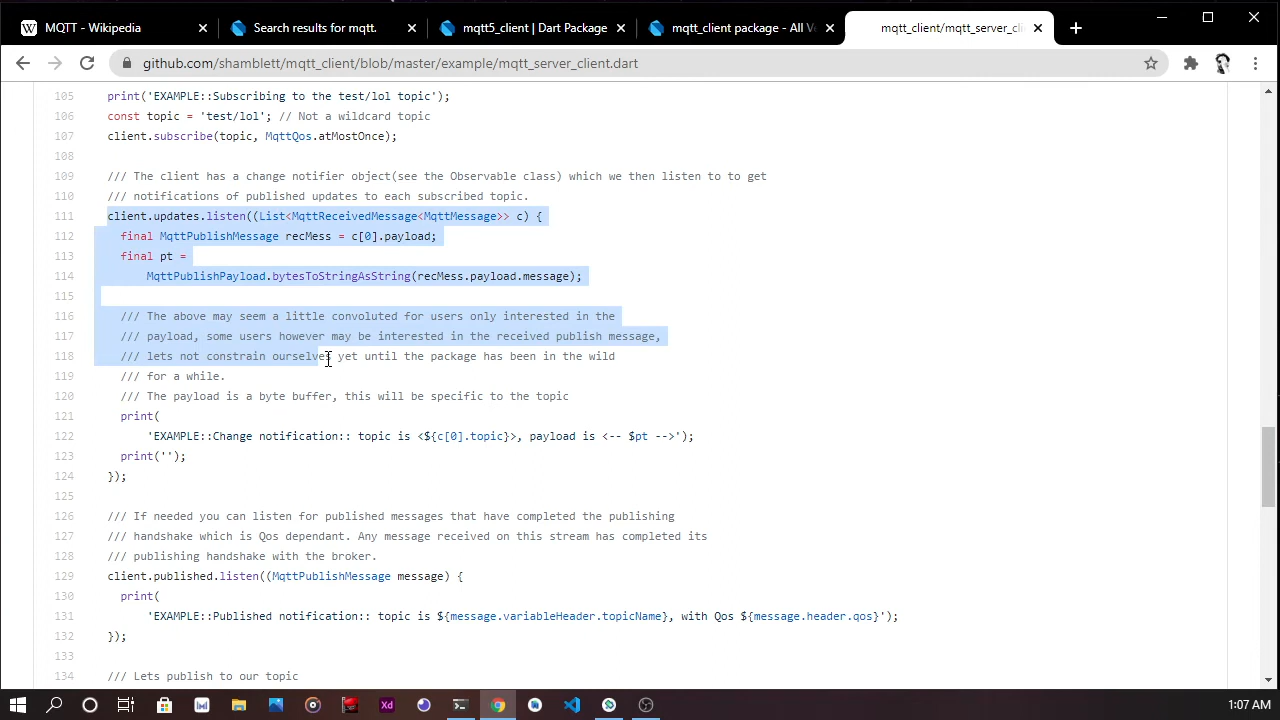 MQTT - Wikipedia
Search results
mqtt5_client | Dart Package
mqtt_client package - All V
mqtt_client/mqtt_server_cli
github.com/shamblett/mqtt_client/blob/master/example/mqtt_server_client.dart
105 print('EXAMPLE::Subscribing to the test/lol topic');
106 const topic = 'test/lol'; // Not a wildcard topic
107 client.subscribe(topic, MqttQos.atMostOnce);
108
109 /// The client has a change notifier object(see the Observable class) which we then listen to to get
110 /// notifications of published updates to each subscribed topic.
111 client.updates.listen((List<MqttReceivedMessage<MqttMessage>> c) {
112 final MqttPublishMessage recMess = c[0].payload;
113 final pt =
114 MqttPublishPayload.bytesToStringAsString(recMess.payload.message);
115
116 /// The above may seem a little convoluted for users only interested in the
117 /// payload, some users however may be interested in the received publish message,
118 /// lets not constrain ourselves yet until the package has been in the wild
119 /// for a while.
120 /// The payload is a byte buffer, this will be specific to the topic
121 print(
122 'EXAMPLE::Change notification:: topic is <${c[0].topic}>, payload is <-- $pt -->');
123 print('');
124 });
125
126 /// If needed you can listen for published messages that have completed the publishing
127 /// handshake which is Qos dependant. Any message received on this stream has completed its
128 /// publishing handshake with the broker.
129 client.published.listen((MqttPublishMessage message) {
130 print(
131 'EXAMPLE::Published notification:: topic is ${message.variableHeader.topicName}, with Qos ${message.header.qos}');
132 });
133
134 /// Lets publish to our topic
1:07 AM